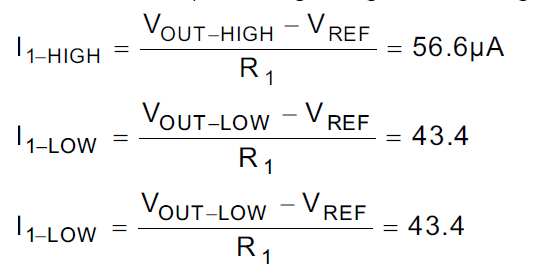 I1–HIGH = (VOUT–HIGH – VREF) / R1 = 56.6µA
I1–LOW = (VOUT–LOW – VREF) / R1 = 43.4
I1–LOW = (VOUT–LOW – VREF) / R1 = 43.4